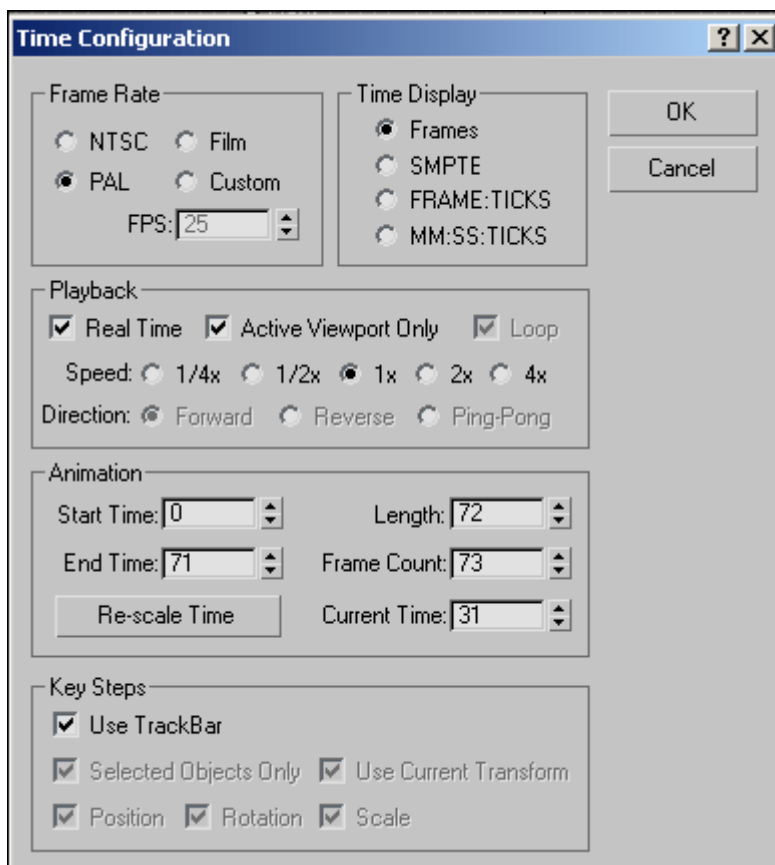 Time Configuration
Frame Rate
NTSC Film
PAL Custom
FPS: 25
Time Display
Frames
SMPTE
FRAME:TICKS
MM:SS:TICKS
OK
Cancel
Playback
Real Time Active Viewport Only Loop
Speed: 1/4x 1/2x 1x 2x 4x
Direction: Forward Reverse Ping-Pong
Animation
Start Time: 0 Length: 72
End Time: 71 Frame Count: 73
Re-scale Time Current Time: 31
Key Steps
Use TrackBar
Selected Objects Only Use Current Transform
Position Rotation Scale